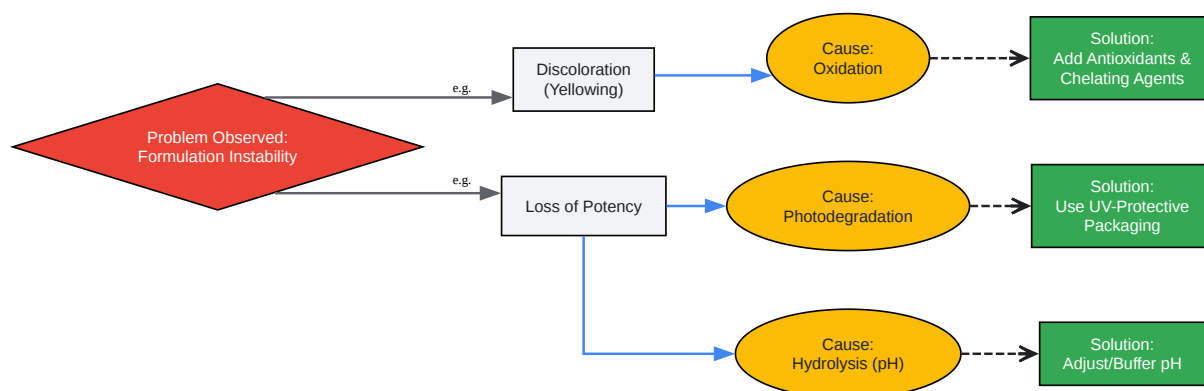 Problem Observed:
Formulation Instability
e.g.
Discoloration
(Yellowing)
Cause:
Oxidation
Solution:
Add Antioxidants &
Chelating Agents
e.g.
Loss of Potency
Cause:
Photodegradation
Solution:
Use UV-Protective
Packaging
Cause:
Hydrolysis (pH)
Solution:
Adjust/Buffer pH